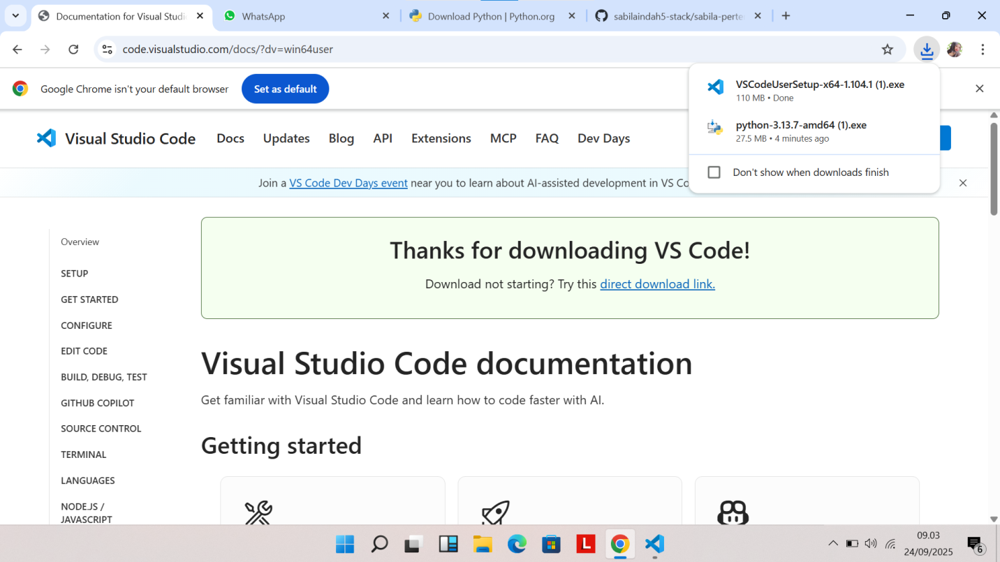 Documentation for Visual Studi
WhatsApp
Download Python | Python.org
sabilaindah5-stack/sabila-perte
code.visualstudio.com/docs/?dv=win64user
Google Chrome isn't your default browser
Set as default
VSCodeUserSetup-x64-1.104.1 (1).exe
110 MB • Done
python-3.13.7-amd64 (1).exe
27.5 MB • 4 minutes ago
Don't show when downloads finish
Visual Studio Code
Docs
Updates
Blog
API
Extensions
MCP
FAQ
Dev Days
Join a VS Code Dev Days event near you to learn about AI-assisted development in VS Co
Thanks for downloading VS Code!
Download not starting? Try this direct download link.
Overview
SETUP
GET STARTED
CONFIGURE
EDIT CODE
BUILD, DEBUG, TEST
GITHUB COPILOT
SOURCE CONTROL
TERMINAL
LANGUAGES
NODE.JS /
JAVASCRIPT
Visual Studio Code documentation
Get familiar with Visual Studio Code and learn how to code faster with AI.
Getting started
L
09.03
24/09/2025
6